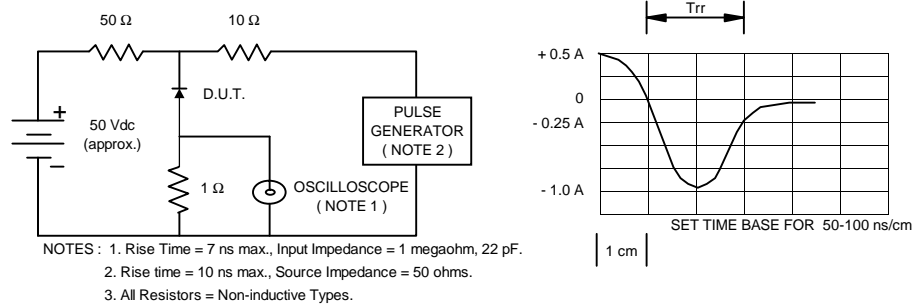 50 Ω
10 Ω
D.U.T.
+
50 Vdc
(approx.)
−
PULSE
GENERATOR
( NOTE 2 )
1 Ω
OSCILLOSCOPE
( NOTE 1 )
NOTES : 1. Rise Time = 7 ns max., Input Impedance = 1 megaohm, 22 pF.
2. Rise time = 10 ns max., Source Impedance = 50 ohms.
3. All Resistors = Non-inductive Types.
Trr
+ 0.5 A
0
- 0.25 A
- 1.0 A
SET TIME BASE FOR 50-100 ns/cm
1 cm